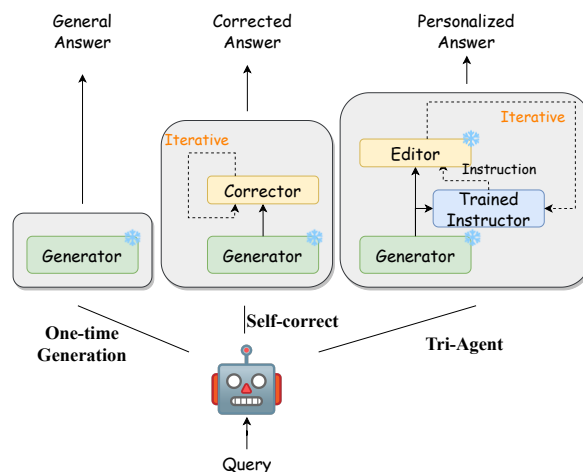 General
Answer
Corrected
Answer
Personalized
Answer
Iterative
Corrector
Generator
Generator
Iterative
Editor
Instruction
Trained
Instructor
Generator
One-time
Generation
Self-correct
Tri-Agent
Query